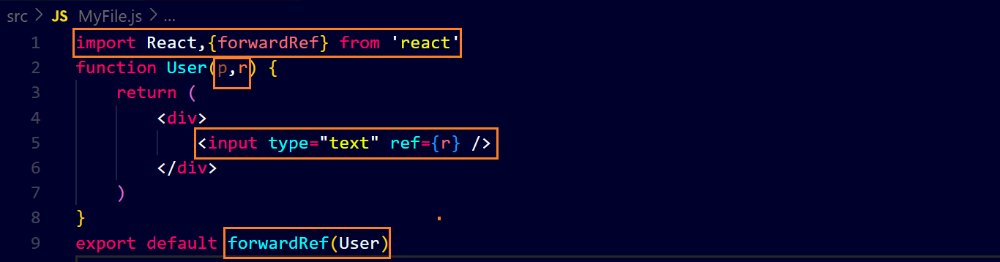 src > JS MyFile.js > ...
1 import React,{forwardRef} from 'react'
2 function User(p,r) {
3 return (
4 <div>
5 <input type="text" ref={r} />
6 </div>
7 )
8 }
9 export default forwardRef(User)